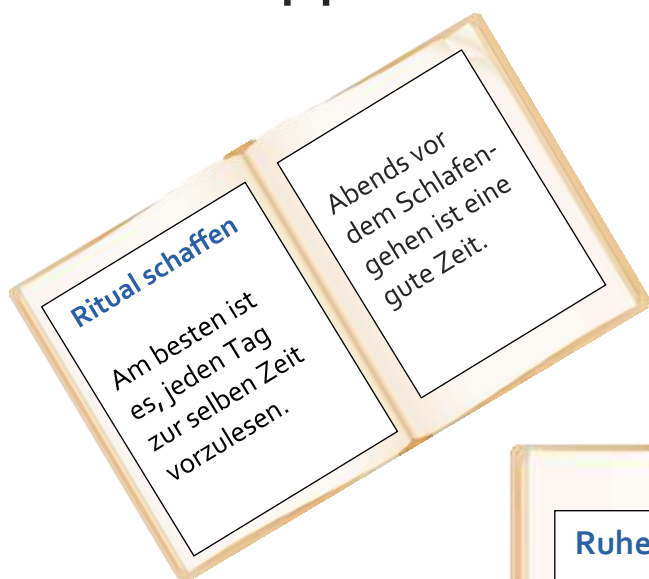 Ritual schaffen
Am besten ist
es, jeden Tag
zur selben Zeit
vorzulesen.
Abends vor
dem Schlafen-
gehen ist eine
gute Zeit.
Ruhe